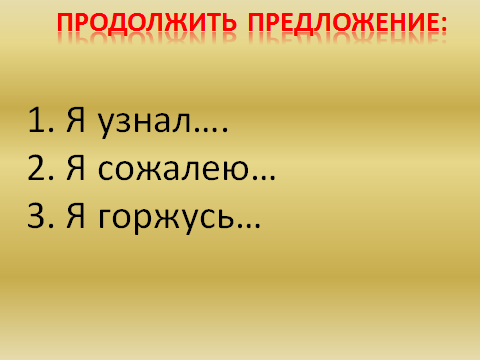 ПРОДОЛЖИТЬ ПРЕДЛОЖЕНИЕ:
1. Я узнал….
2. Я сожалею…
3. Я горжусь…